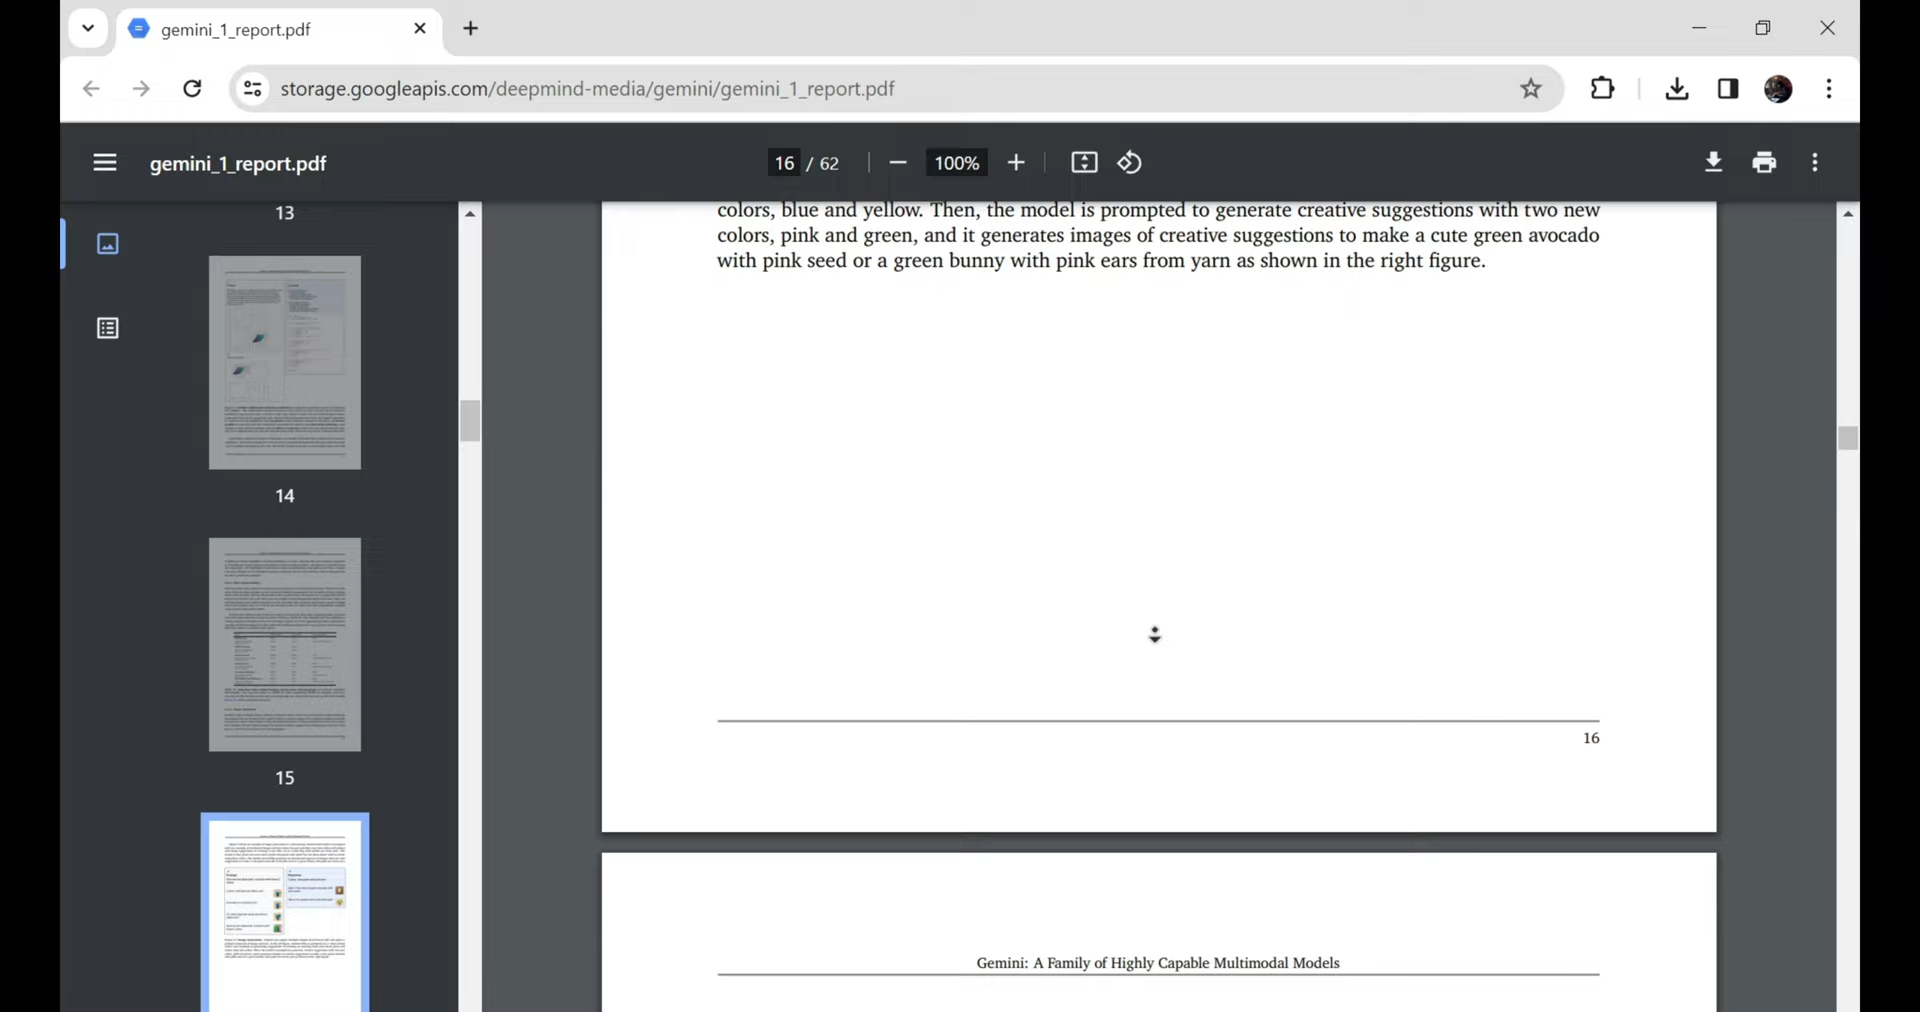 gemini_1_report.pdf
storage.googleapis.com/deepmind-media/gemini/gemini_1_report.pdf
gemini_1_report.pdf
16 / 62
100%
13
14
15
colors, blue and yellow. Then, the model is prompted to generate creative suggestions with two new
colors, pink and green, and it generates images of creative suggestions to make a cute green avocado
with pink seed or a green bunny with pink ears from yarn as shown in the right figure.
16
Gemini: A Family of Highly Capable Multimodal Models